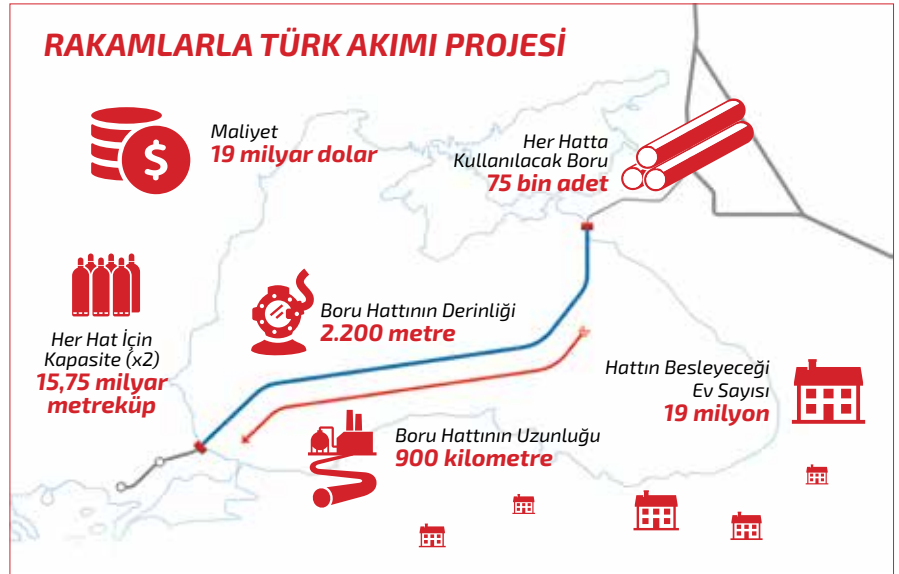 RAKAMLARLA TÜRK AKIMI PROJESİ
Maliyet
19 milyar dolar
Her Hatta
Kullanılacak Boru
75 bin adet
Her Hat İçin
Kapasite (x2)
15,75 milyar
metreküp
Boru Hattının Derinliği
2.200 metre
Hattın Besleyeceği
Ev Sayısı
19 milyon
Boru Hattının Uzunluğu
900 kilometre